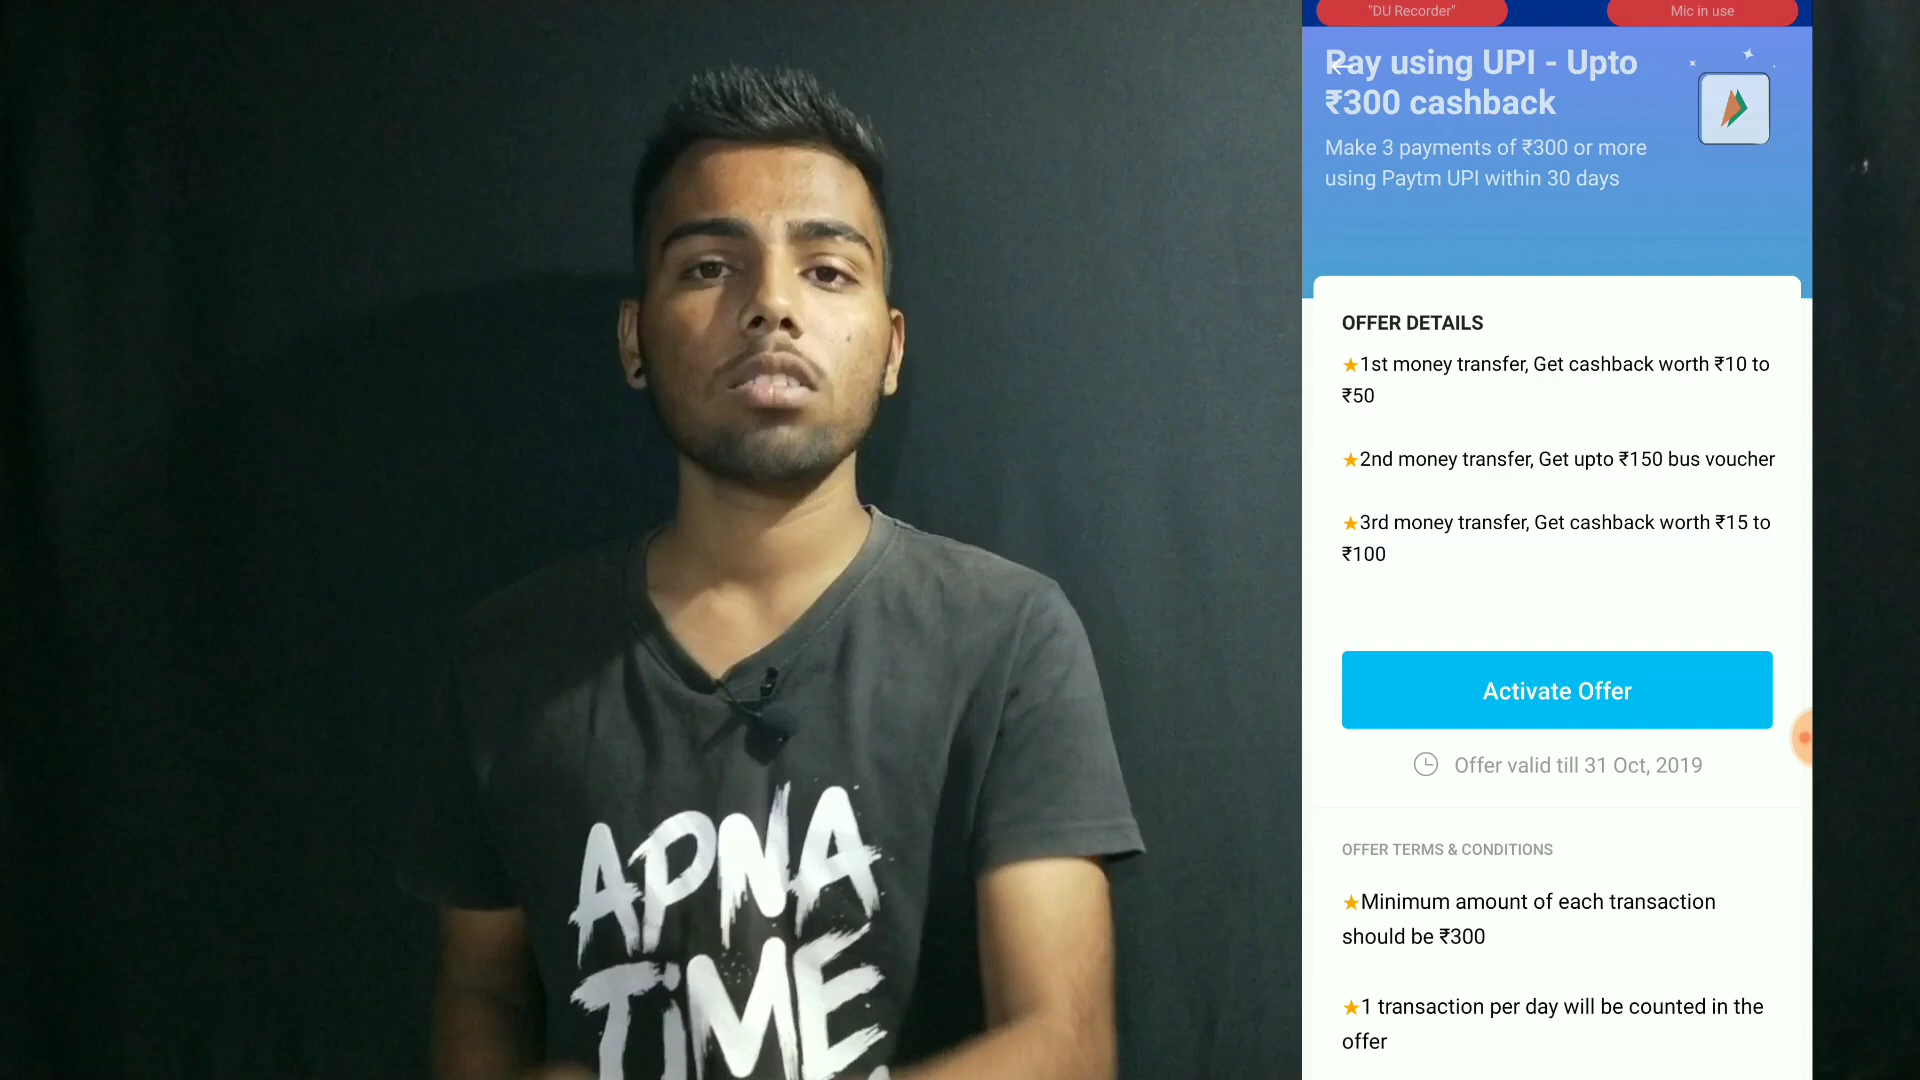 "DU Recorder"
Mic in use
Pay using UPI - Upto
₹300 cashback
Make 3 payments of ₹300 or more
using Paytm UPI within 30 days
OFFER DETAILS
★1st money transfer, Get cashback worth ₹10 to
₹50
★2nd money transfer, Get upto ₹150 bus voucher
★3rd money transfer, Get cashback worth ₹15 to
₹100
Activate Offer
Offer valid till 31 Oct, 2019
OFFER TERMS & CONDITIONS
★Minimum amount of each transaction
should be ₹300
★1 transaction per day will be counted in the
offer
APNA
TiME